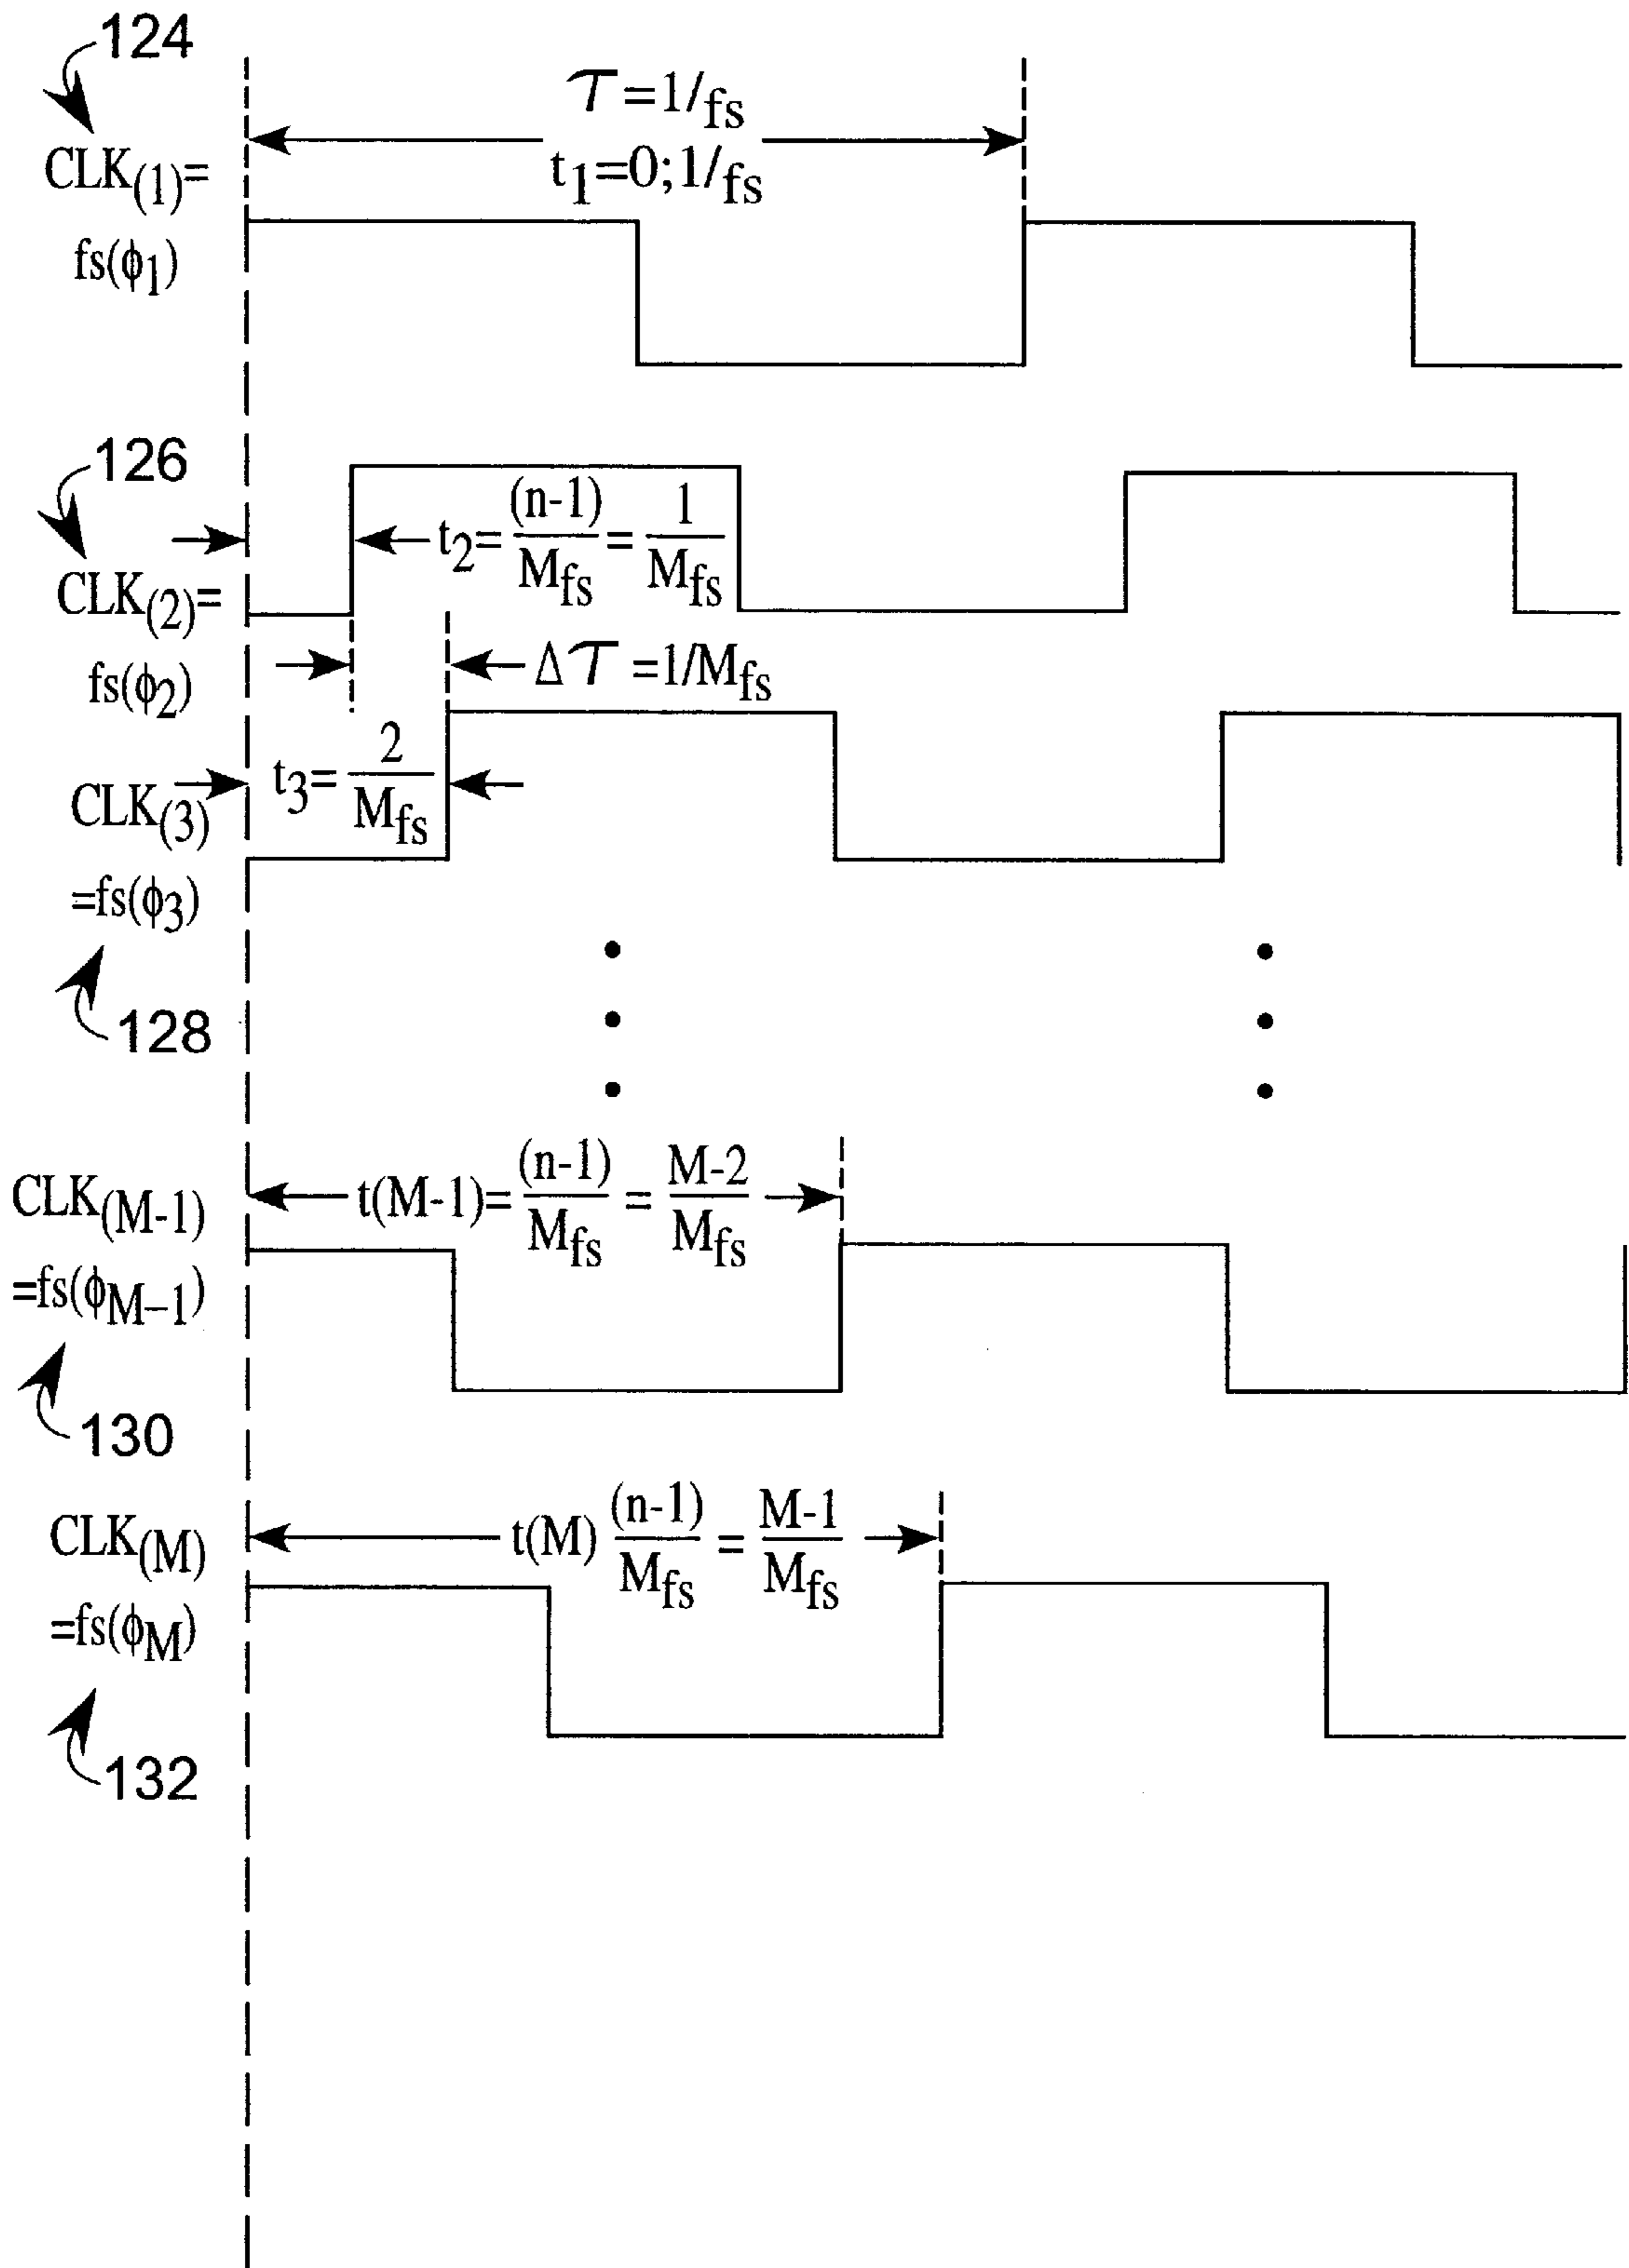 124
τ=1/fs
t1=0;1/fs
CLK(1)=
fs(ϕ1)
126
t2= (n-1)/Mfs = 1/Mfs
CLK(2)=
fs(ϕ2)
Δτ=1/Mfs
t3= 2/Mfs
CLK(3)
=fs(ϕ3)
128
CLK(M-1)
t(M-1)= (n-1)/Mfs = M-2/Mfs
=fs(ϕM–1)
130
CLK(M)
t(M) (n-1)/Mfs = M-1/Mfs
=fs(ϕM)
132